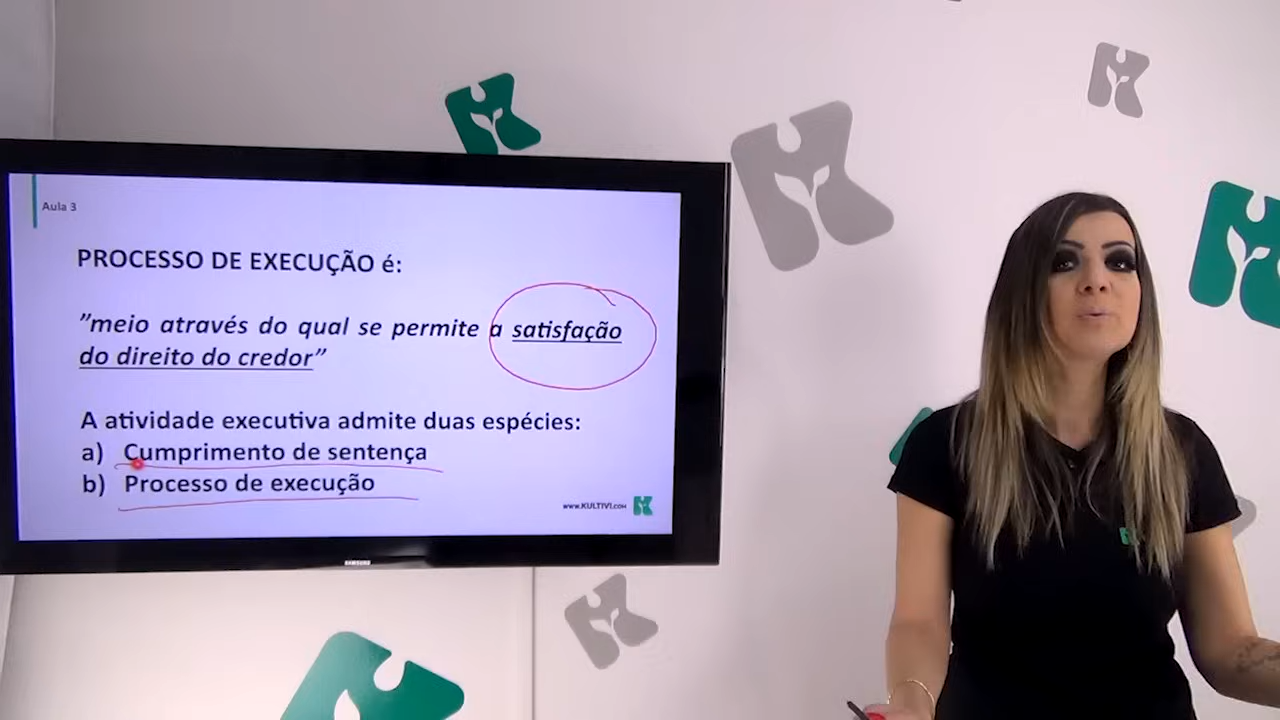 Aula 3
PROCESSO DE EXECUÇÃO é:
”meio através do qual se permite a satisfação
do direito do credor”
A atividade executiva admite duas espécies:
a) Cumprimento de sentença
b) Processo de execução
www.KULTIVI.COM
SAMSUNG